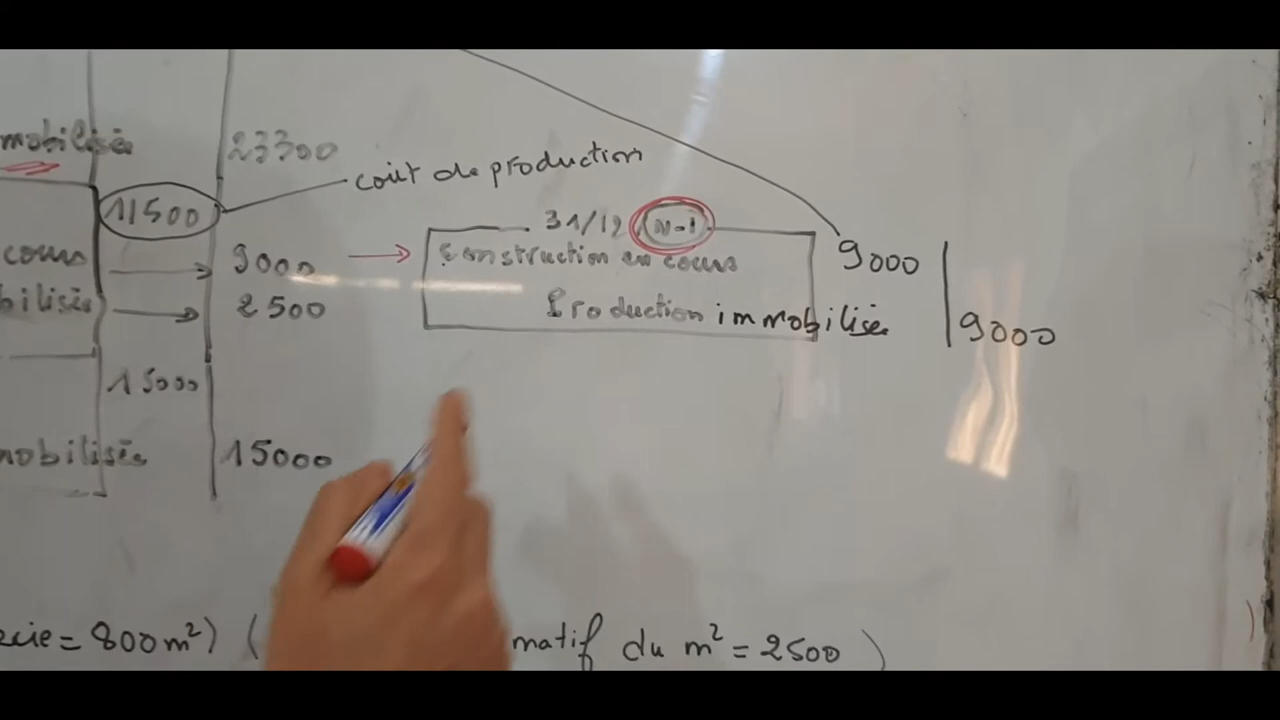 mobilisée 23300
coût de production
11500
31/12 N-1
cours 9000 Construction en cours 9000
bilisée 2500 Production immobilisée 9000
15000
mobilisée 15000
= 800 m²) ( matif du m² = 2500 )